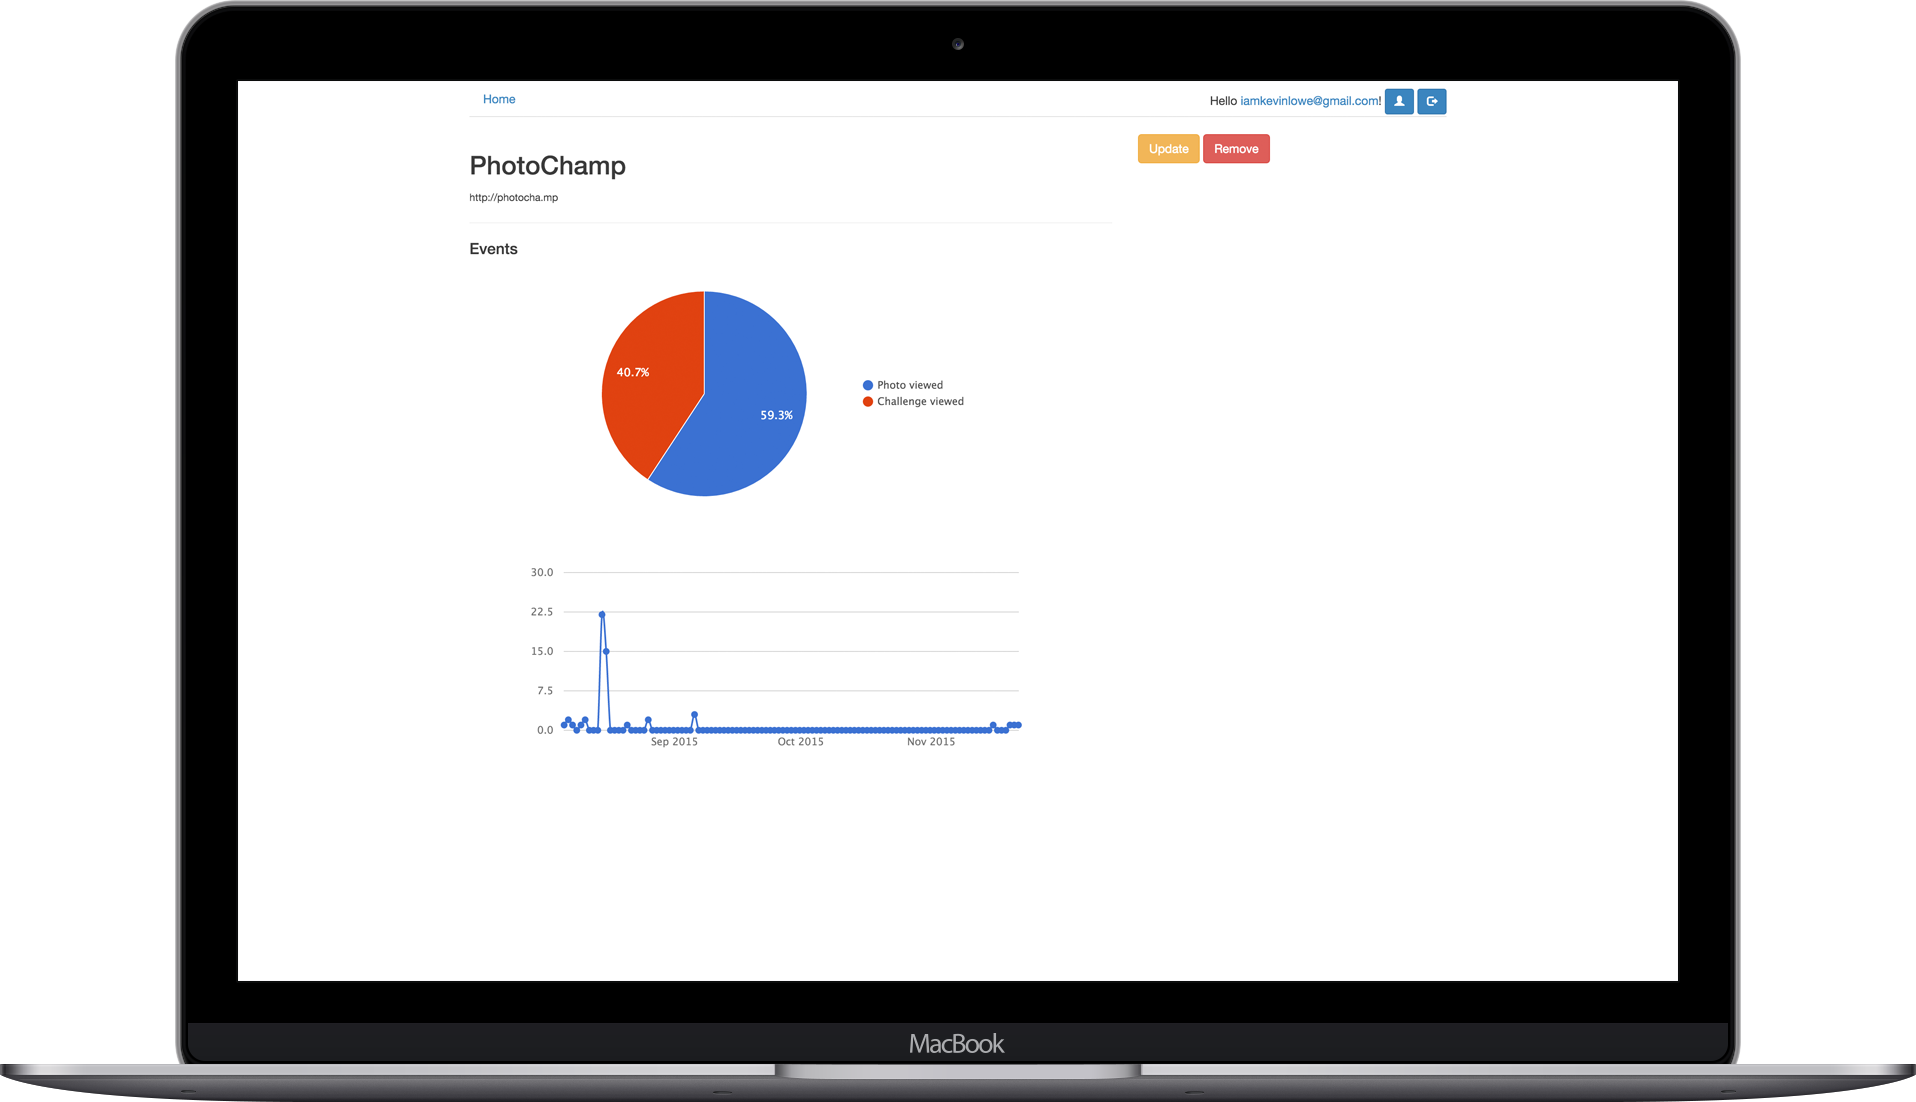 Home
Hello iamkevinlowe@gmail.com!
Update Remove
PhotoChamp
http://photocha.mp
Events
40.7%
59.3%
Photo viewed
Challenge viewed
30.0
22.5
15.0
7.5
0.0
Sep 2015 Oct 2015 Nov 2015
MacBook